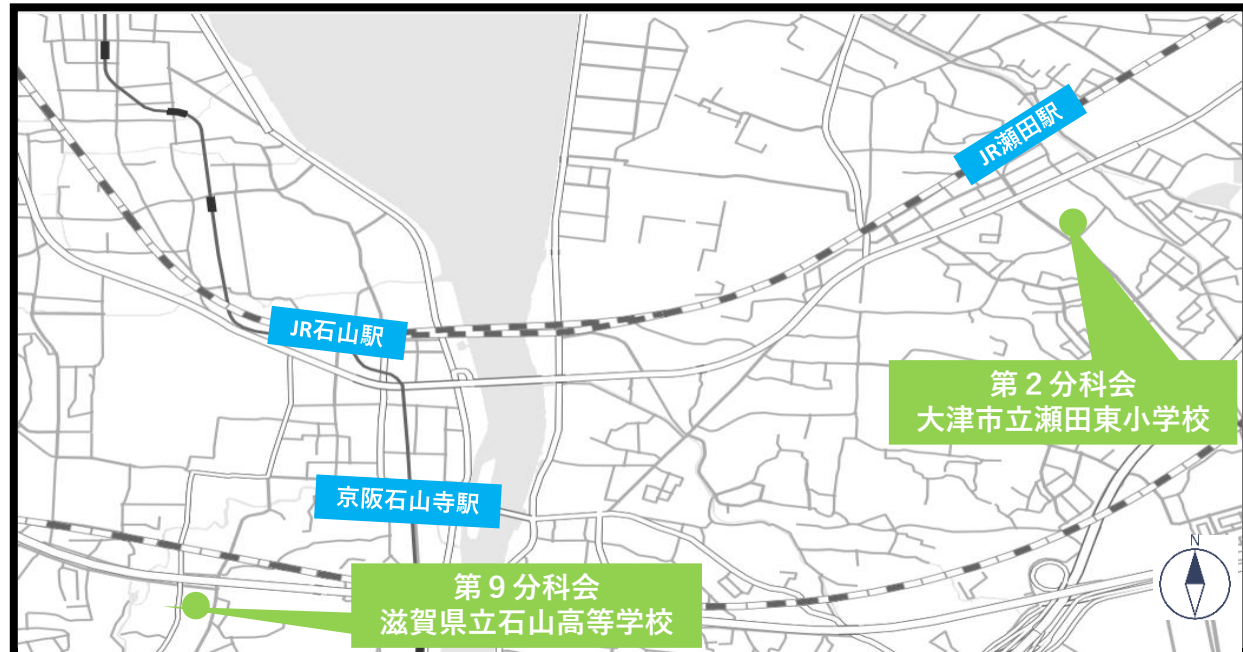 JR瀬田駅
JR石山駅
第２分科会
大津市立瀬田東小学校
京阪石山寺駅
N
第９分科会
滋賀県立石山高等学校